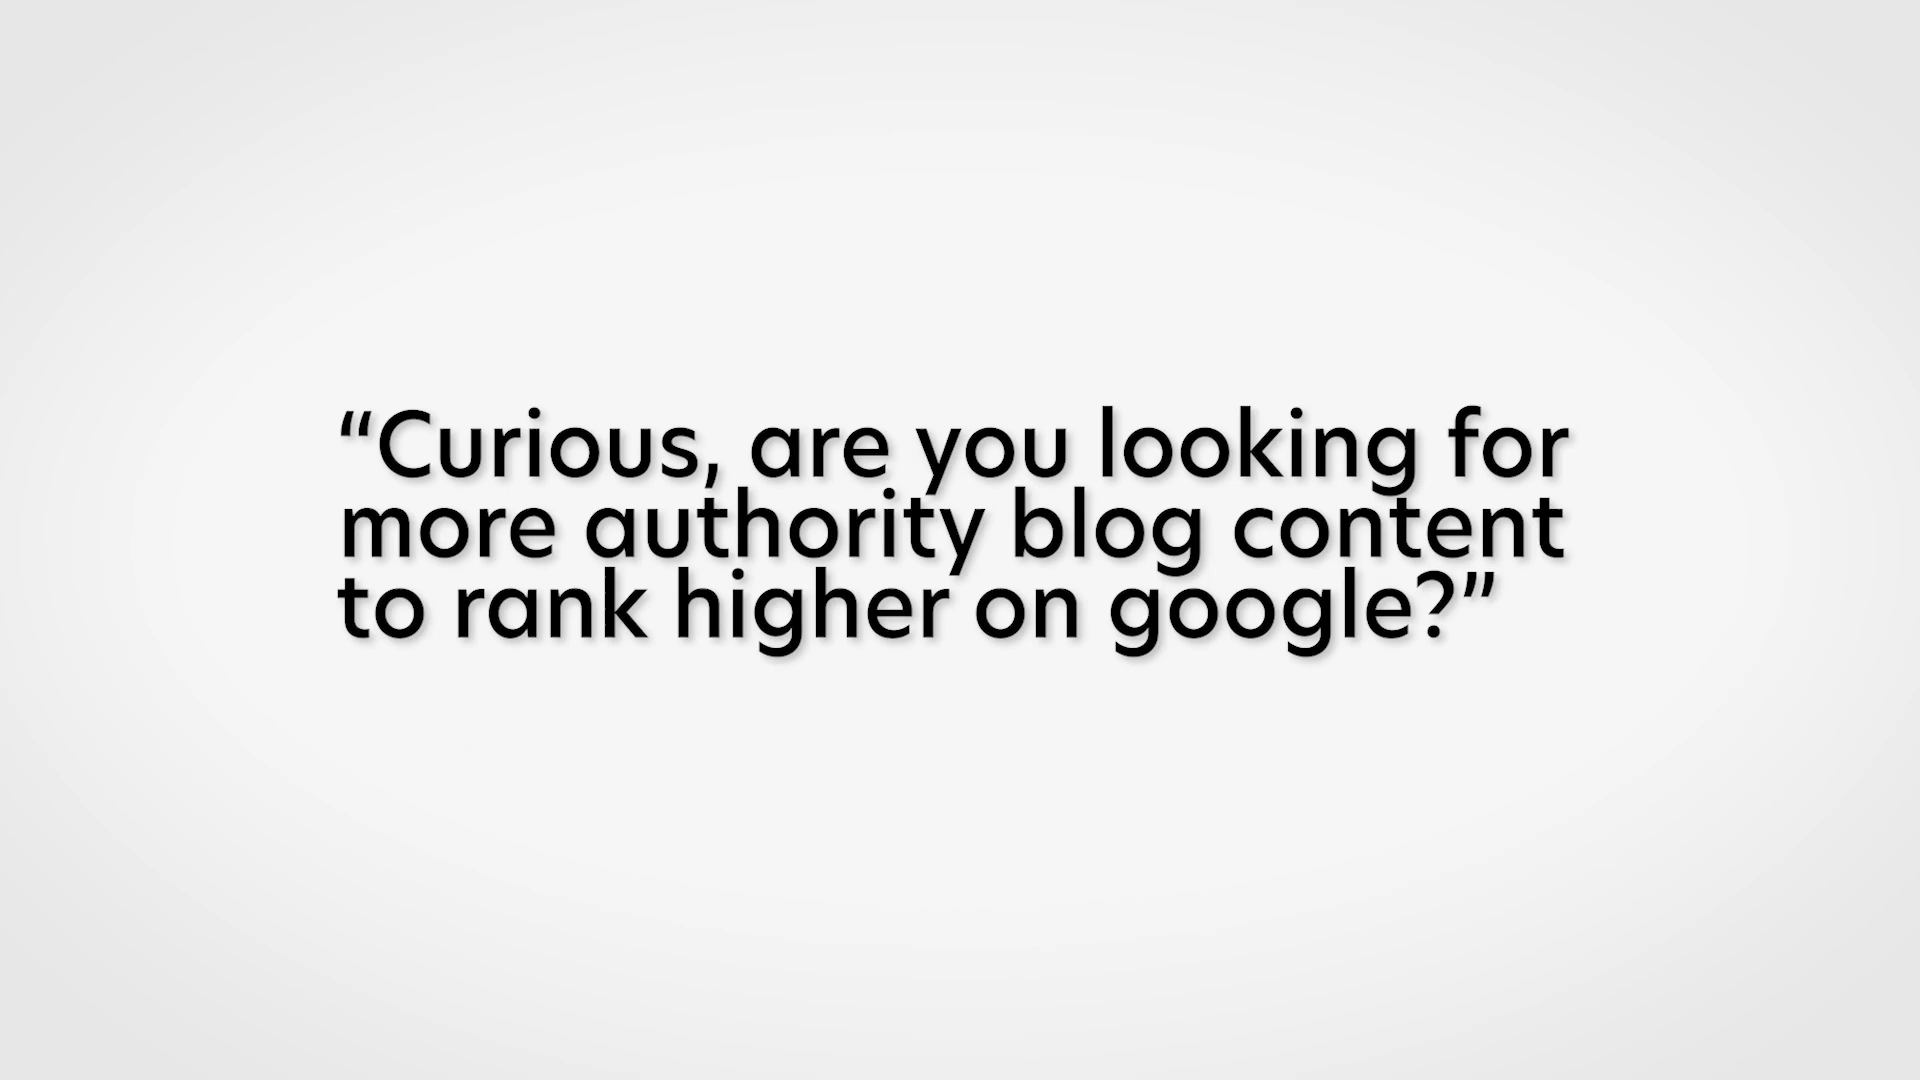 “Curious, are you looking for
more authority blog content
to rank higher on google?”